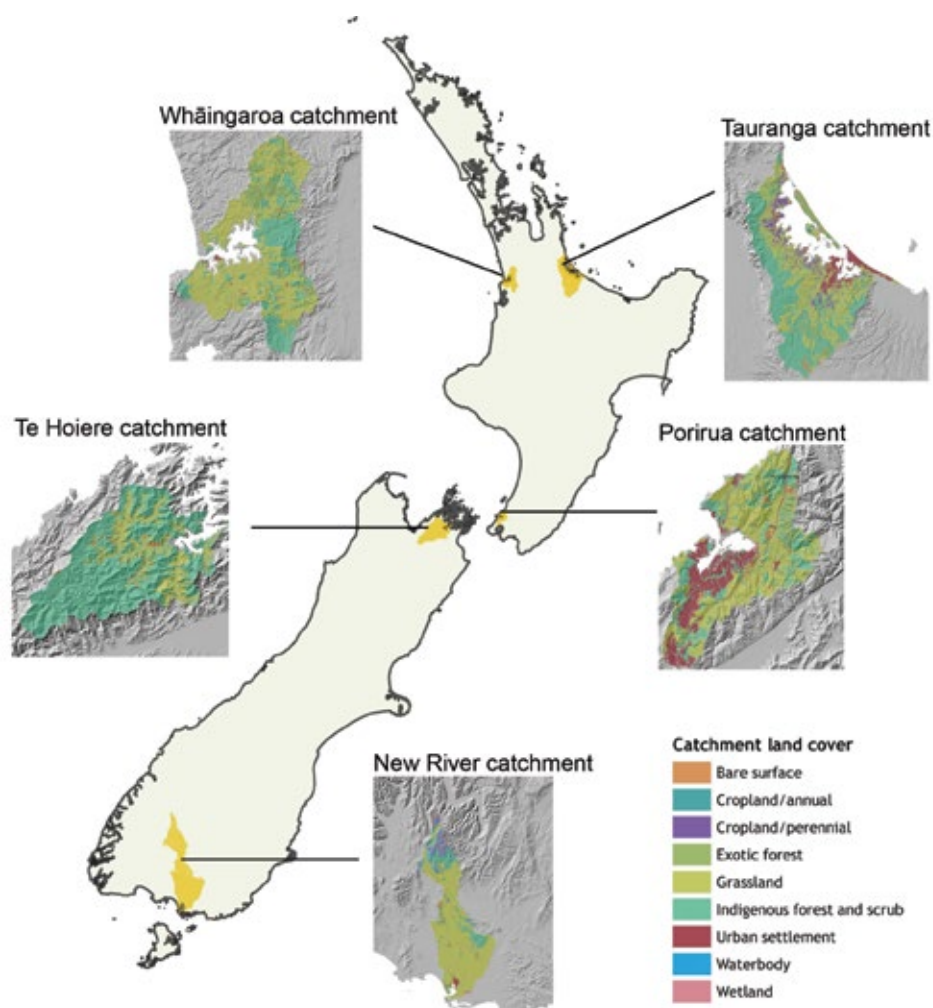 Whāingaroa catchment
Tauranga catchment
Te Hoiere catchment
Porirua catchment
New River catchment
Catchment land cover
Bare surface
Cropland/annual
Cropland/perennial
Exotic forest
Grassland
Indigenous forest and scrub
Urban settlement
Waterbody
Wetland